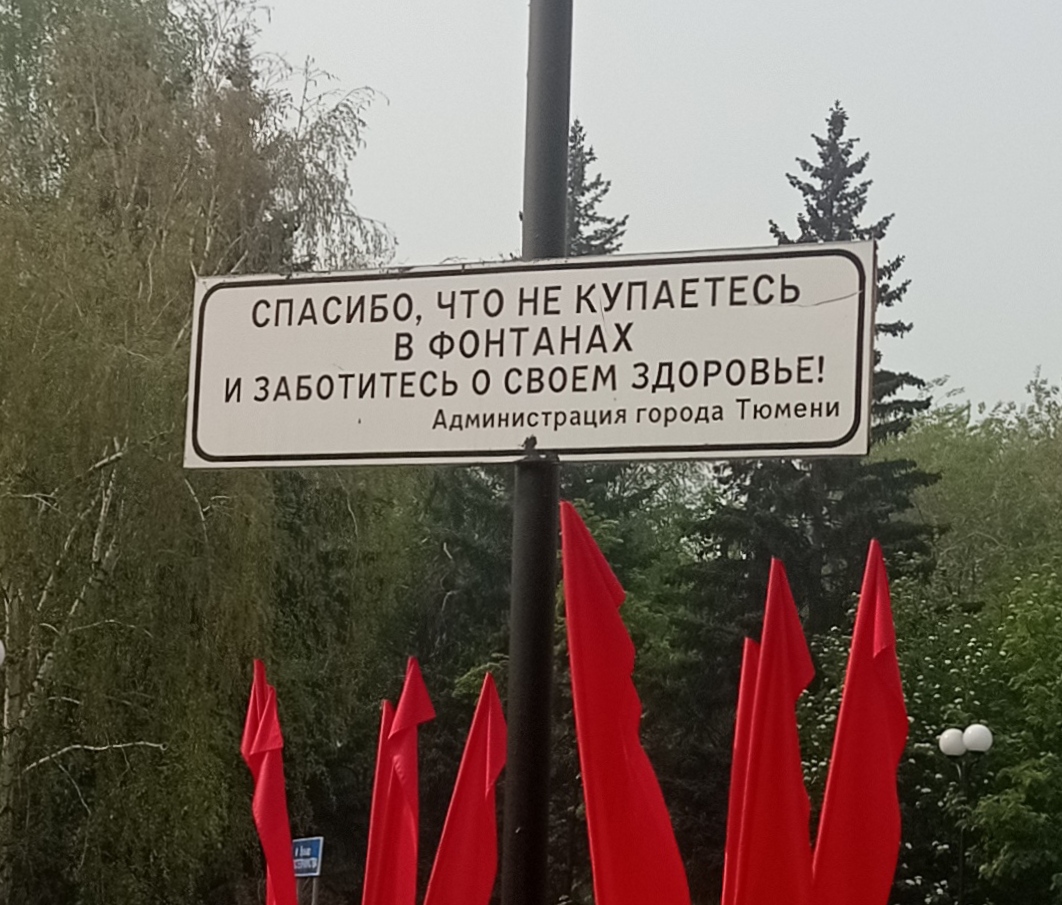 СПАСИБО, ЧТО НЕ КУПАЕТЕСЬ
В ФОНТАНАХ
И ЗАБОТИТЕСЬ О СВОЕМ ЗДОРОВЬЕ!
Администрация города Тюмени